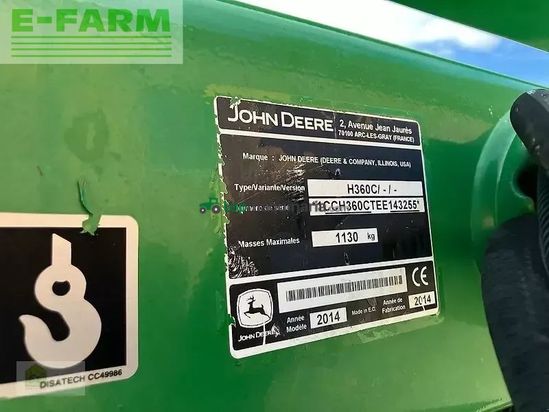 E-FARM
JOHN DEERE
2, Avenue Jean Jaurès
70100 ARC-LES-GRAY (FRANCE)
Marque : JOHN DEERE (DEERE & COMPANY, ILLINOIS, USA)
Type/Variante/Version H360C/ - / -
CCH360CTEE143255*
Masses Maximales 1130 kg
Année Modèle 2014 Made in E.C. Année de Fabrication 2014
CE
JOHN DEERE
DISATECH CC49986